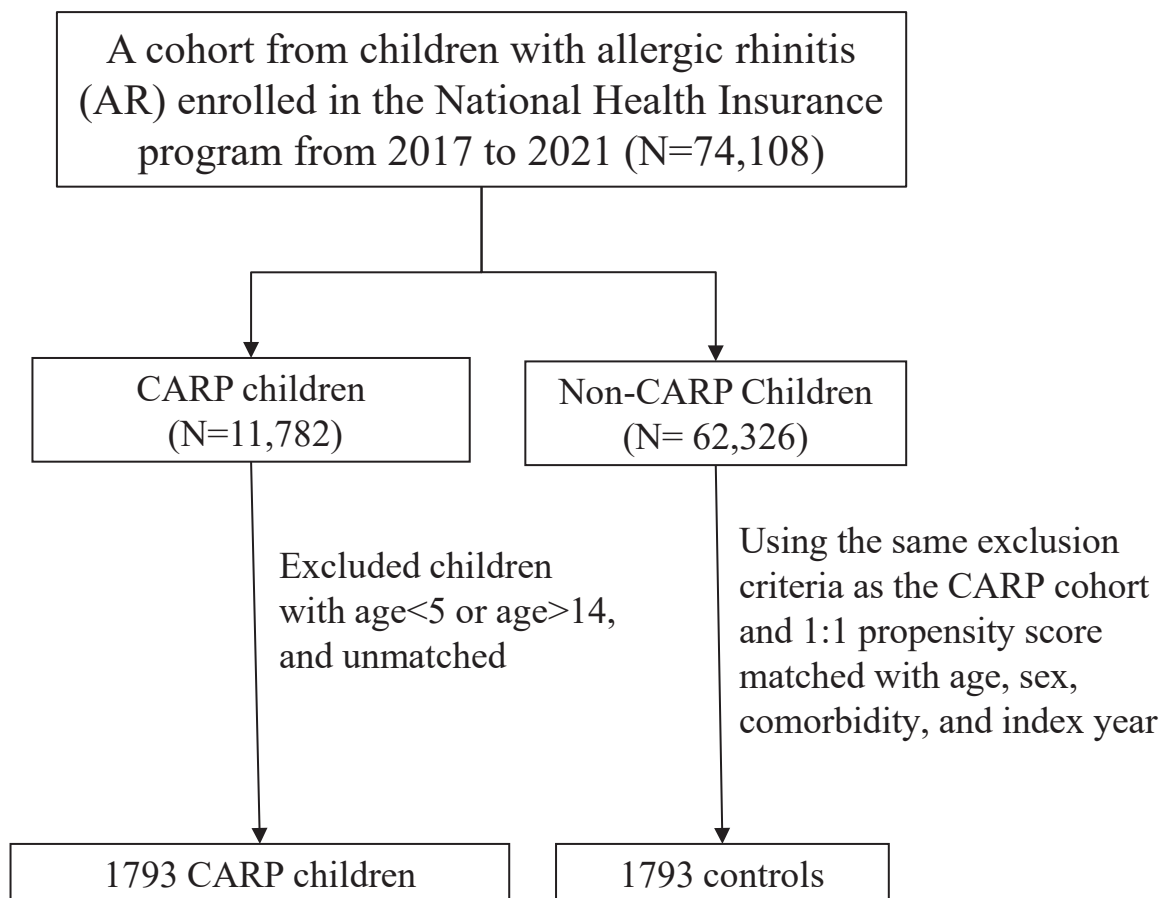 A cohort from children with allergic rhinitis
(AR) enrolled in the National Health Insurance
program from 2017 to 2021 (N=74,108)
CARP children
(N=11,782)
Non-CARP Children
(N= 62,326)
Excluded children
with age<5 or age>14,
and unmatched
Using the same exclusion
criteria as the CARP cohort
and 1:1 propensity score
matched with age, sex,
comorbidity, and index year
1793 CARP children
1793 controls